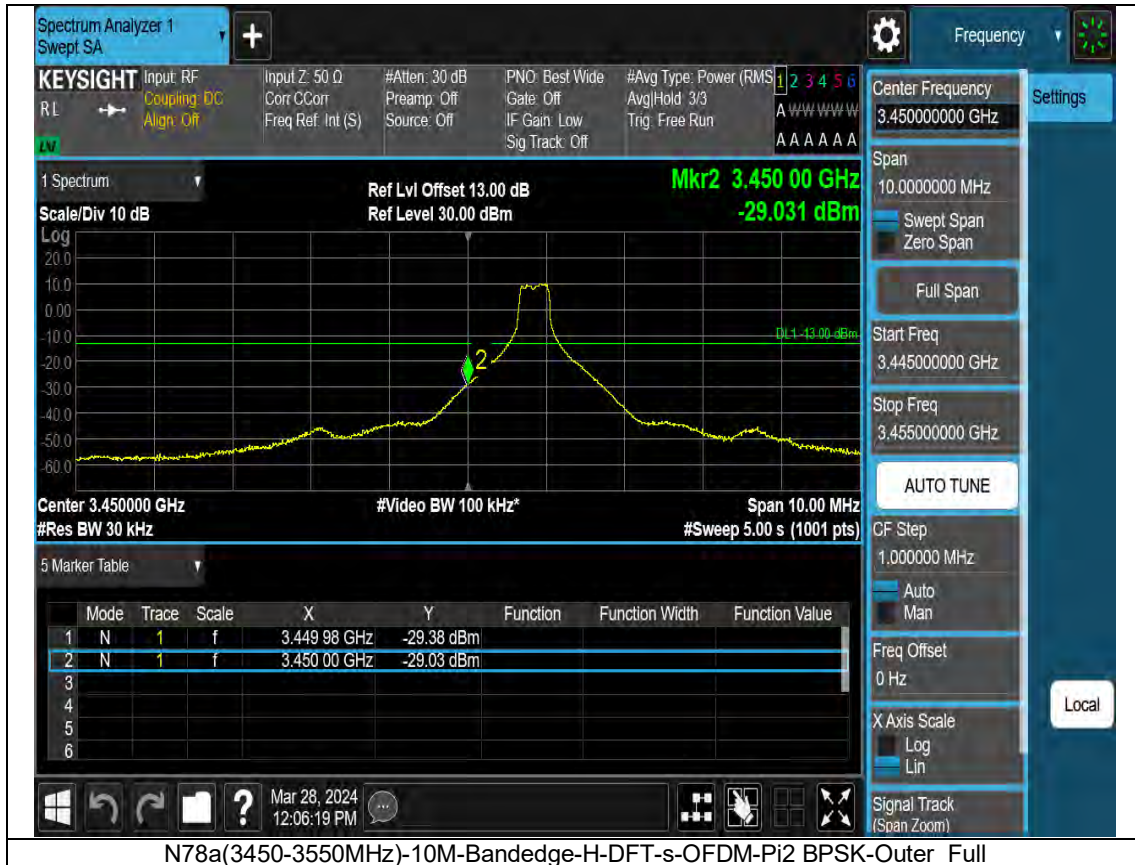 Spectrum Analyzer 1
Swept SA
Frequency
KEYSIGHT
RL
LXI
Input: RF
Coupling: DC
Align: Off
Input Z: 50 Ω
Corr CCorr
Freq Ref: Int (S)
#Atten: 30 dB
Preamp: Off
Source: Off
PNO: Best Wide
Gate: Off
IF Gain: Low
Sig Track: Off
#Avg Type: Power (RMS
Avg|Hold: 3/3
Trig: Free Run
1 2 3 4 5 6
A W W W W W
A A A A A A
1 Spectrum
Scale/Div 10 dB
Ref Lvl Offset 13.00 dB
Ref Level 30.00 dBm
Mkr2 3.450 00 GHz
-29.031 dBm
Log
20.0
10.0
0.00
-10.0
-20.0
-30.0
-40.0
-50.0
-60.0
DL1 -13.00 dBm
2
Center 3.450000 GHz
#Video BW 100 kHz*
Span 10.00 MHz
#Res BW 30 kHz
#Sweep 5.00 s (1001 pts)
5 Marker Table
Mode Trace Scale X Y Function Function Width Function Value
1 N 1 f 3.449 98 GHz -29.38 dBm
2 N 1 f 3.450 00 GHz -29.03 dBm
3
4
5
6
Mar 28, 2024
12:06:19 PM
Center Frequency
3.450000000 GHz
Settings
Span
10.0000000 MHz
Swept Span
Zero Span
Full Span
Start Freq
3.445000000 GHz
Stop Freq
3.455000000 GHz
AUTO TUNE
CF Step
1.000000 MHz
Auto
Man
Freq Offset
0 Hz
Local
X Axis Scale
Log
Lin
Signal Track
(Span Zoom)
N78a(3450-3550MHz)-10M-Bandedge-H-DFT-s-OFDM-Pi2 BPSK-Outer_Full